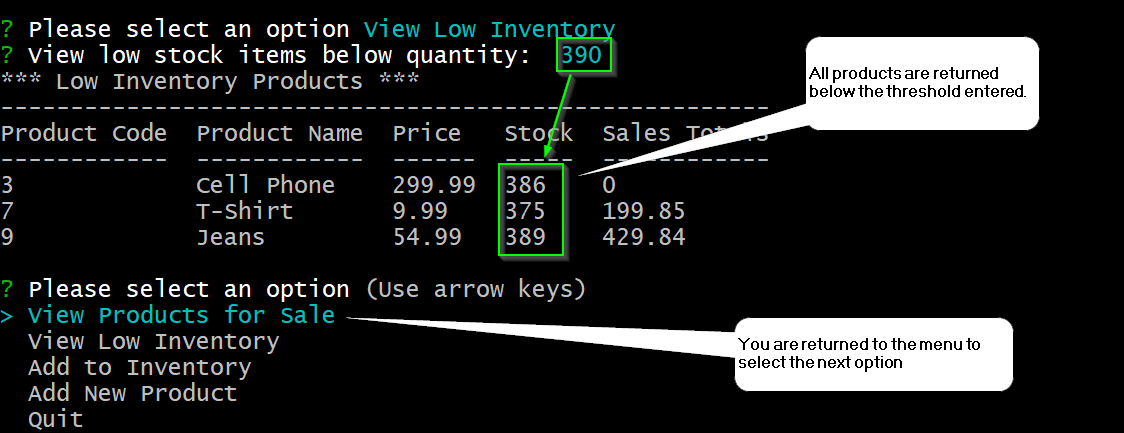 ? Please select an option View Low Inventory
? View low stock items below quantity: 390
*** Low Inventory Products ***
-------------------------------------------------------
Product Code  Product Name  Price   Stock  Sales Totals
------------  ------------  ------  -----  ------------
3             Cell Phone    299.99  386    0
7             T-Shirt       9.99    375    199.85
9             Jeans         54.99   389    429.84
All products are returned
below the threshold entered.
? Please select an option (Use arrow keys)
> View Products for Sale
View Low Inventory
Add to Inventory
Add New Product
Quit
You are returned to the menu to
select the next option